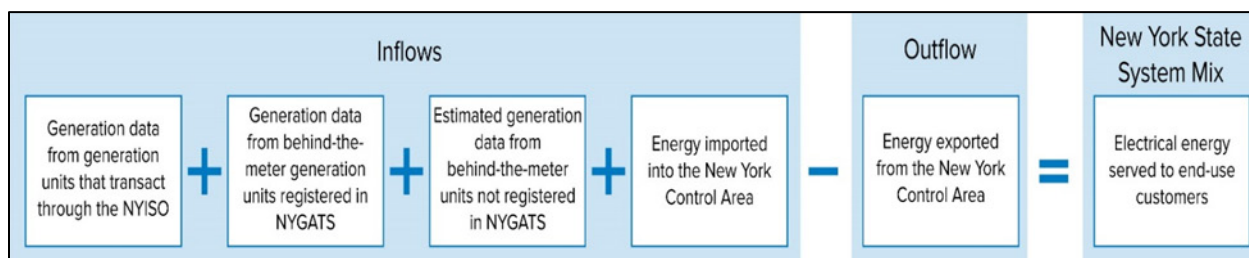 Inflows
Generation data
from generation
units that transact
through the NYISO
+
Generation data
from behind-the-
meter generation
units registered in
NYGATS
+
Estimated generation
data from
behind-the-meter
units not registered
in NYGATS
+
Energy imported
into the New York
Control Area
–
Outflow
Energy exported
from the New York
Control Area
=
New York State
System Mix
Electrical energy
served to end-use
customers